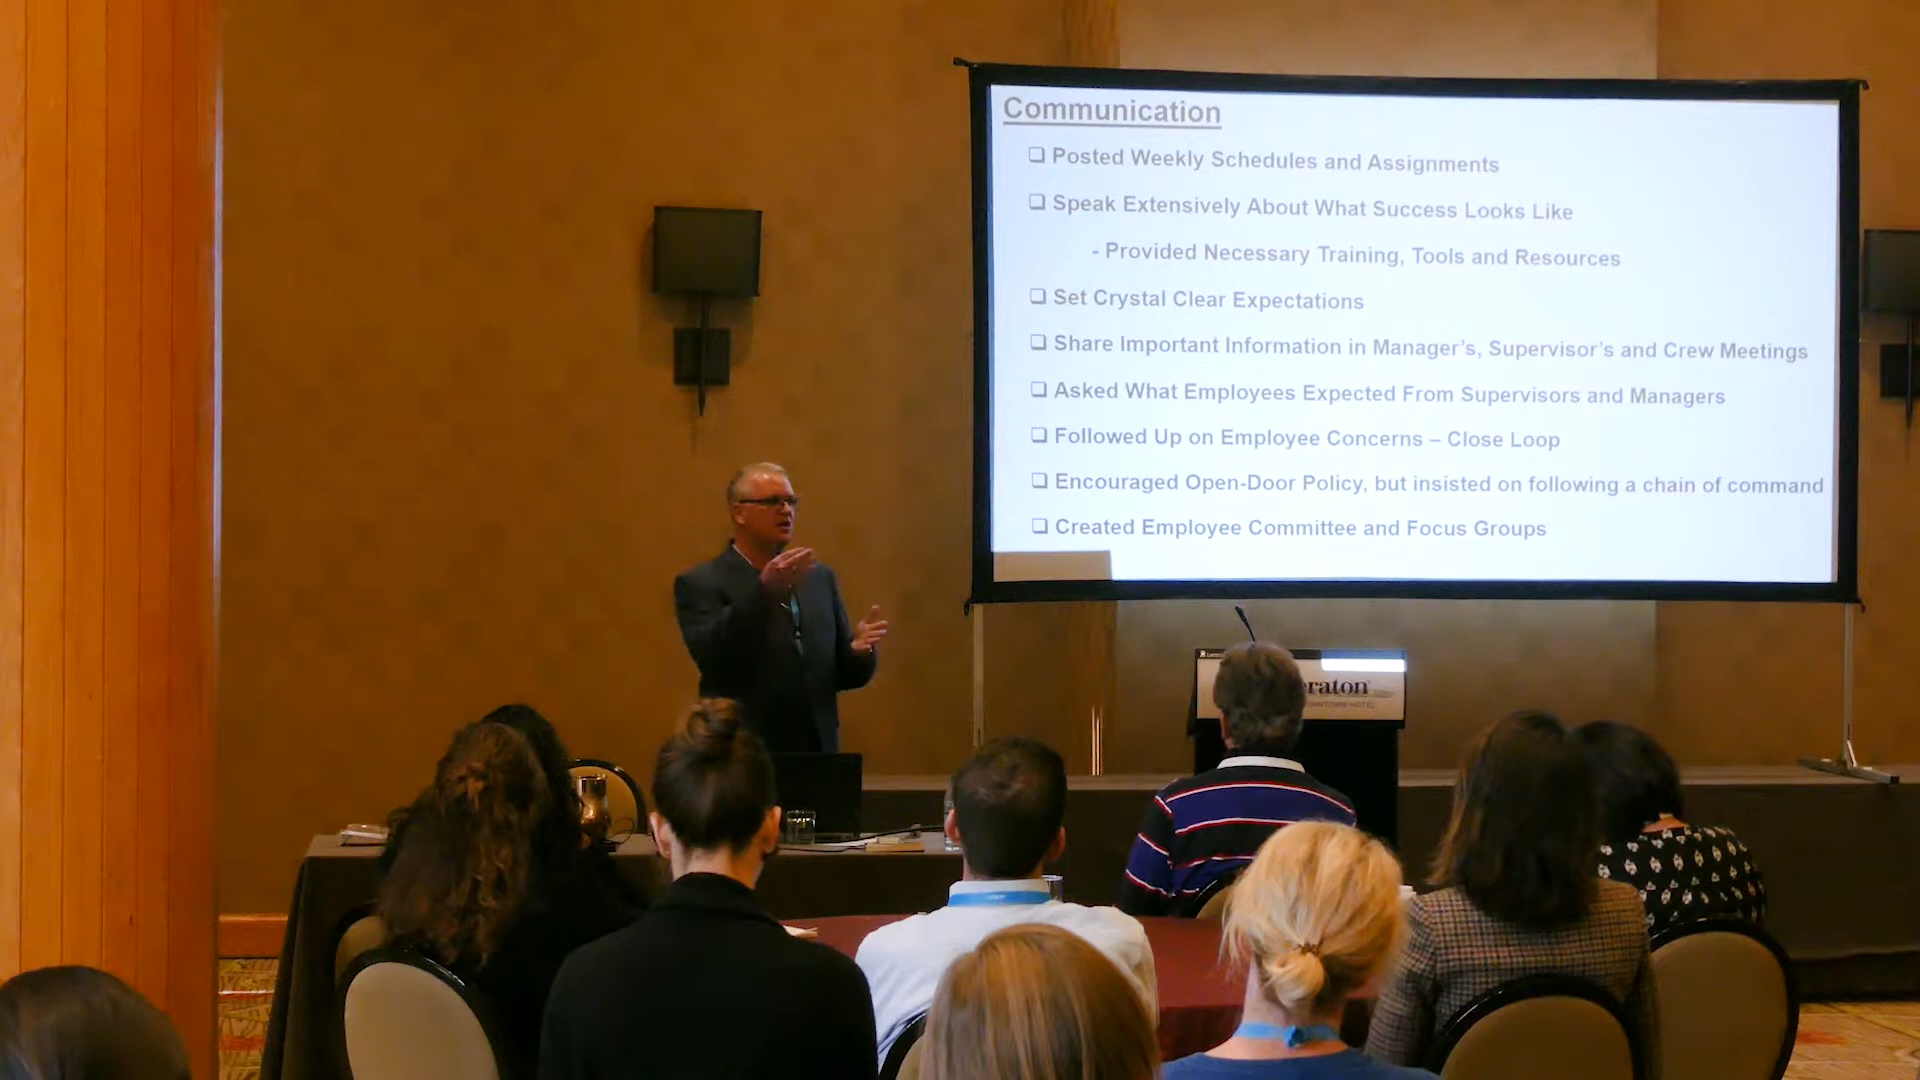 Communication
❑ Posted Weekly Schedules and Assignments
❑ Speak Extensively About What Success Looks Like
- Provided Necessary Training, Tools and Resources
❑ Set Crystal Clear Expectations
❑ Share Important Information in Manager’s, Supervisor’s and Crew Meetings
❑ Asked What Employees Expected From Supervisors and Managers
❑ Followed Up on Employee Concerns – Close Loop
❑ Encouraged Open-Door Policy, but insisted on following a chain of command
❑ Created Employee Committee and Focus Groups
eraton
HOTEL